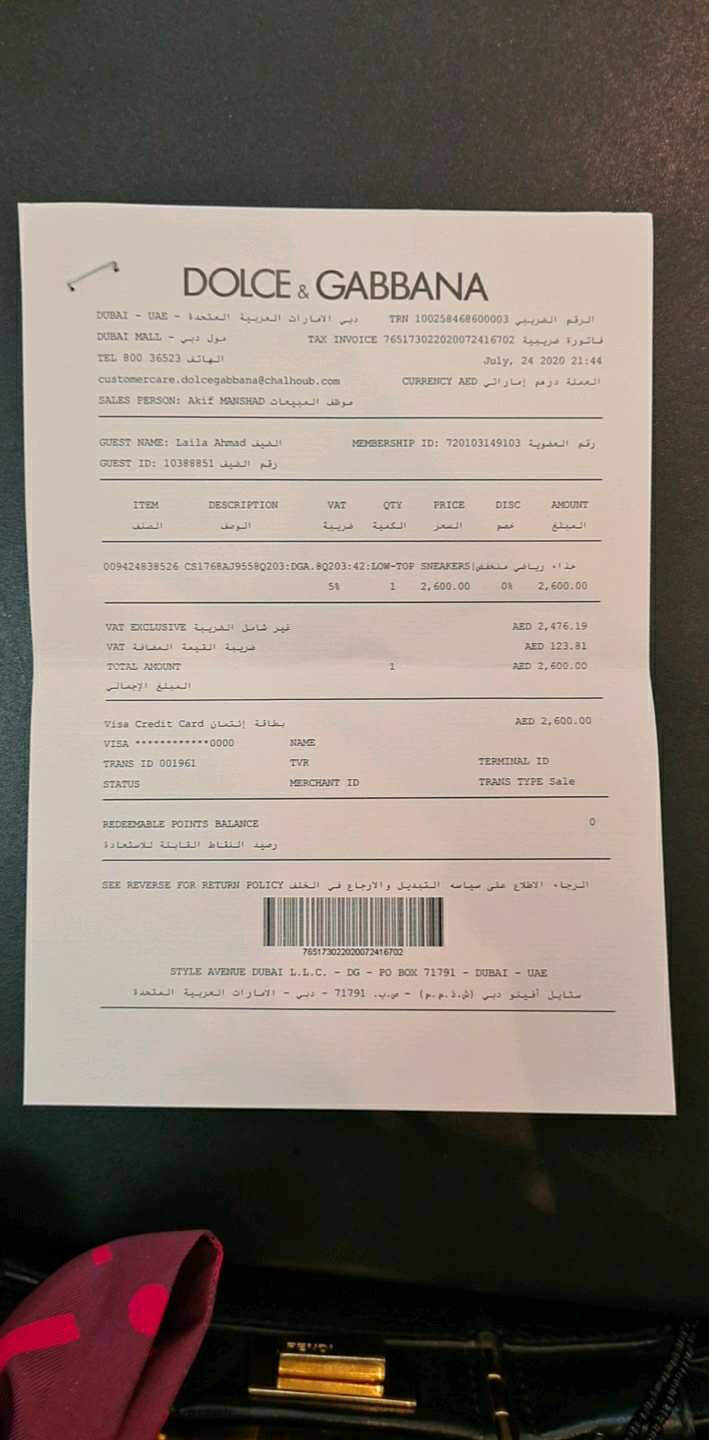 DOLCE & GABBANA
DUBAI - UAE - دبي الامارات العربية المتحدة TRN 100258468600003 الرقم الضريبي
DUBAI MALL - مول دبي TAX INVOICE 765173022020072416702 فاتورة ضريبية
TEL 800 36523 الهاتف July, 24 2020 21:44
customercare.dolcegabbana@chalhoub.com CURRENCY AED العملة درهم إماراتي
SALES PERSON: Akif MANSHAD موظف المبيعات
GUEST NAME: Laila Ahmad الضيف MEMBERSHIP ID: 720103149103 رقم العضوية
GUEST ID: 10388851 رقم الضيف
ITEM DESCRIPTION VAT QTY PRICE DISC AMOUNT
الصنف الوصف ضريبة الكمية السعر خصم المبلغ
009424838526 CS1768AJ9558Q203:DGA.8Q203:42:LOW-TOP SNEAKERS|حذاء رياضي منخفض
5% 1 2,600.00 0% 2,600.00
VAT EXCLUSIVE غير شامل الضريبة AED 2,476.19
VAT ضريبة القيمة المضافة AED 123.81
TOTAL AMOUNT 1 AED 2,600.00
المبلغ الإجمالي
Visa Credit Card بطاقة إئتمان AED 2,600.00
VISA ************0000 NAME
TRANS ID 001961 TVR TERMINAL ID
STATUS MERCHANT ID TRANS TYPE Sale
REDEEMABLE POINTS BALANCE 0
رصيد النقاط القابلة للاستعادة
SEE REVERSE FOR RETURN POLICY الرجاء الاطلاع على سياسه التبديل والارجاع في الخلف
765173022020072416702
STYLE AVENUE DUBAI L.L.C. - DG - PO BOX 71791 - DUBAI - UAE
ستايل أفينو دبي (ش.ذ.م.م) - ص.ب. 71791 - دبي - الامارات العربية المتحدة
FENDI